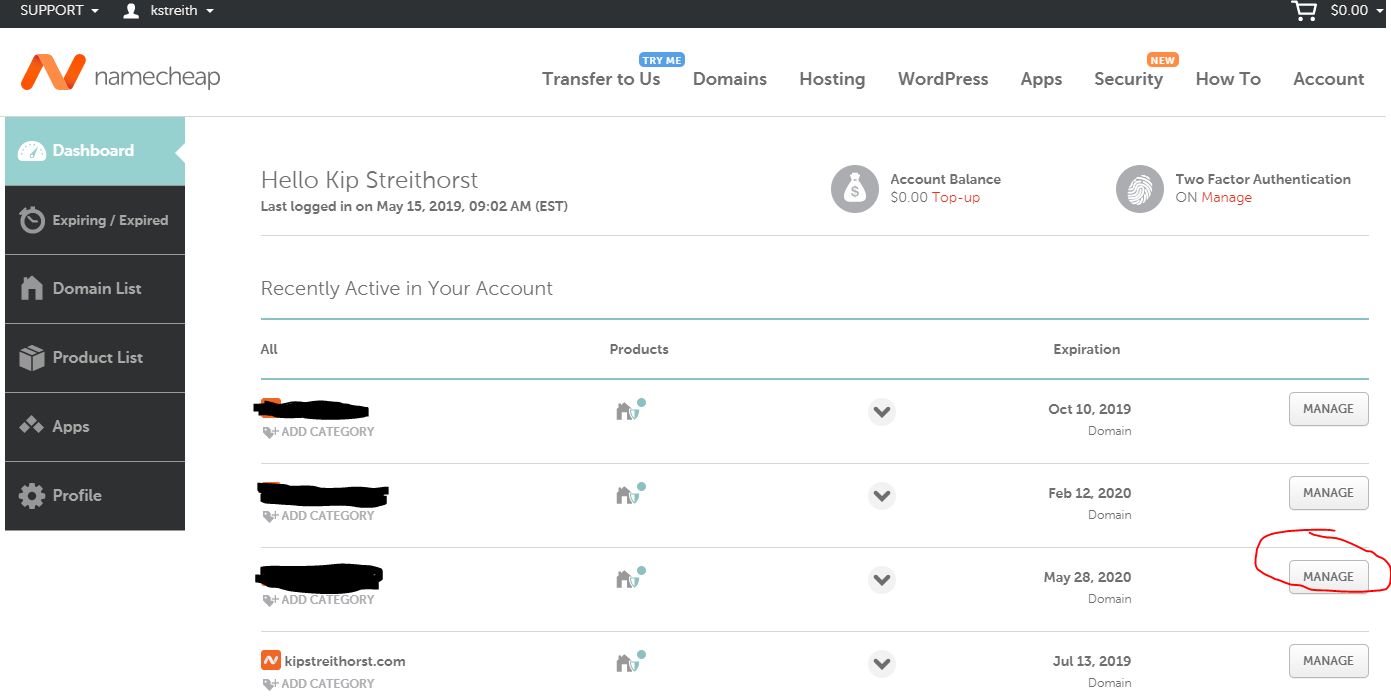 SUPPORT kstreith $0.00
TRY ME NEW
namecheap Transfer to Us Domains Hosting WordPress Apps Security How To Account
Dashboard
Expiring / Expired
Domain List
Product List
Apps
Profile
Hello Kip Streithorst
Last logged in on May 15, 2019, 09:02 AM (EST)
Account Balance
$0.00 Top-up
Two Factor Authentication
ON Manage
Recently Active in Your Account
All Products Expiration
Oct 10, 2019 MANAGE
ADD CATEGORY Domain
Feb 12, 2020 MANAGE
ADD CATEGORY Domain
May 28, 2020 MANAGE
ADD CATEGORY Domain
kipstreithorst.com Jul 13, 2019 MANAGE
ADD CATEGORY Domain